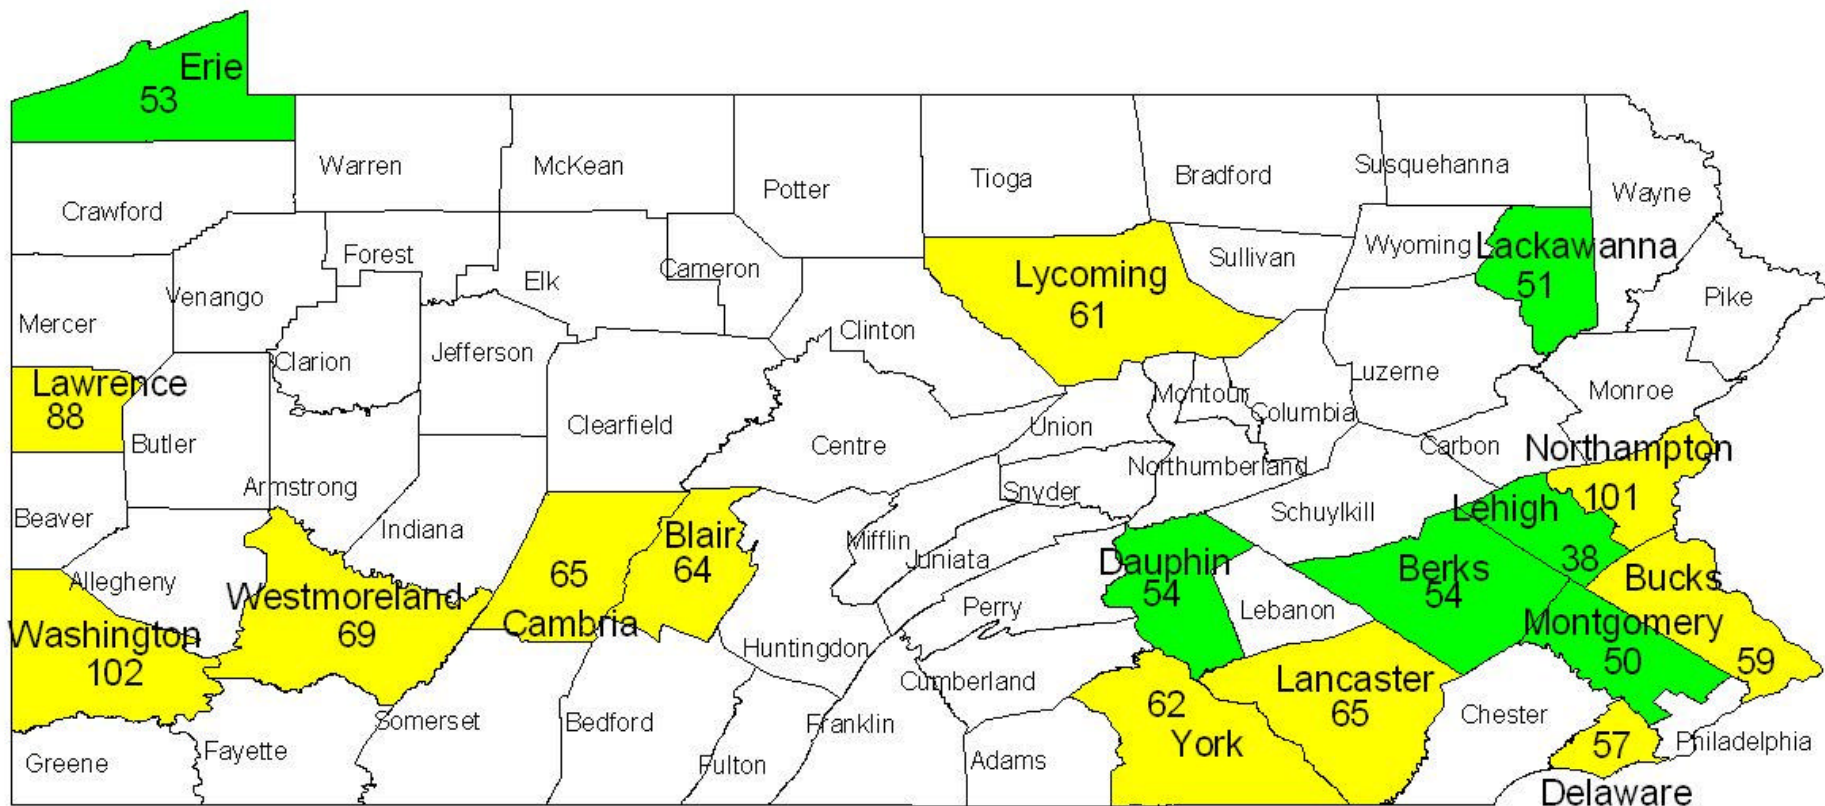 Erie
53
Warren
McKean
Potter
Tioga
Bradford
Susquehanna
Wayne
Crawford
Forest
Elk
Cameron
Lycoming
61
Sullivan
Wyoming
Lackawanna
51
Pike
Mercer
Venango
Clarion
Jefferson
Clinton
Lawrence
88
Butler
Clearfield
Centre
Union
Montour
Columbia
Luzerne
Monroe
Carbon
Northampton
101
Beaver
Armstrong
Indiana
Snyder
Northumberland
Schuylkill
Lehigh
38
Allegheny
Westmoreland
69
65
Cambria
Blair
64
Mifflin
Juniata
Perry
Dauphin
54
Lebanon
Berks
54
Bucks
59
Washington
102
Huntingdon
Cumberland
Lancaster
65
Montgomery
50
Greene
Fayette
Somerset
Bedford
Fulton
Franklin
Adams
62
York
Chester
57
Delaware
Philadelphia